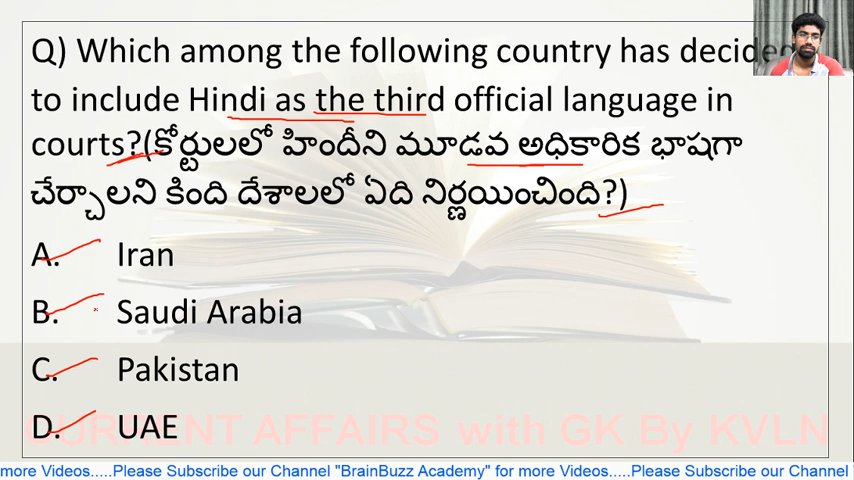 Q) Which among the following country has decided
to include Hindi as the third official language in
courts?(కోర్టులలో హిందీని మూడవ అధికారిక భాషగా
చేర్చాలని కింది దేశాలలో ఏది నిర్ణయించింది?)
A. Iran
B. Saudi Arabia
C. Pakistan
D. UAE
CURRENT AFFAIRS with GK By KVLN
more Videos.....Please Subscribe our Channel "BrainBuzz Academy" for more Videos.....Please Subscribe our Channel